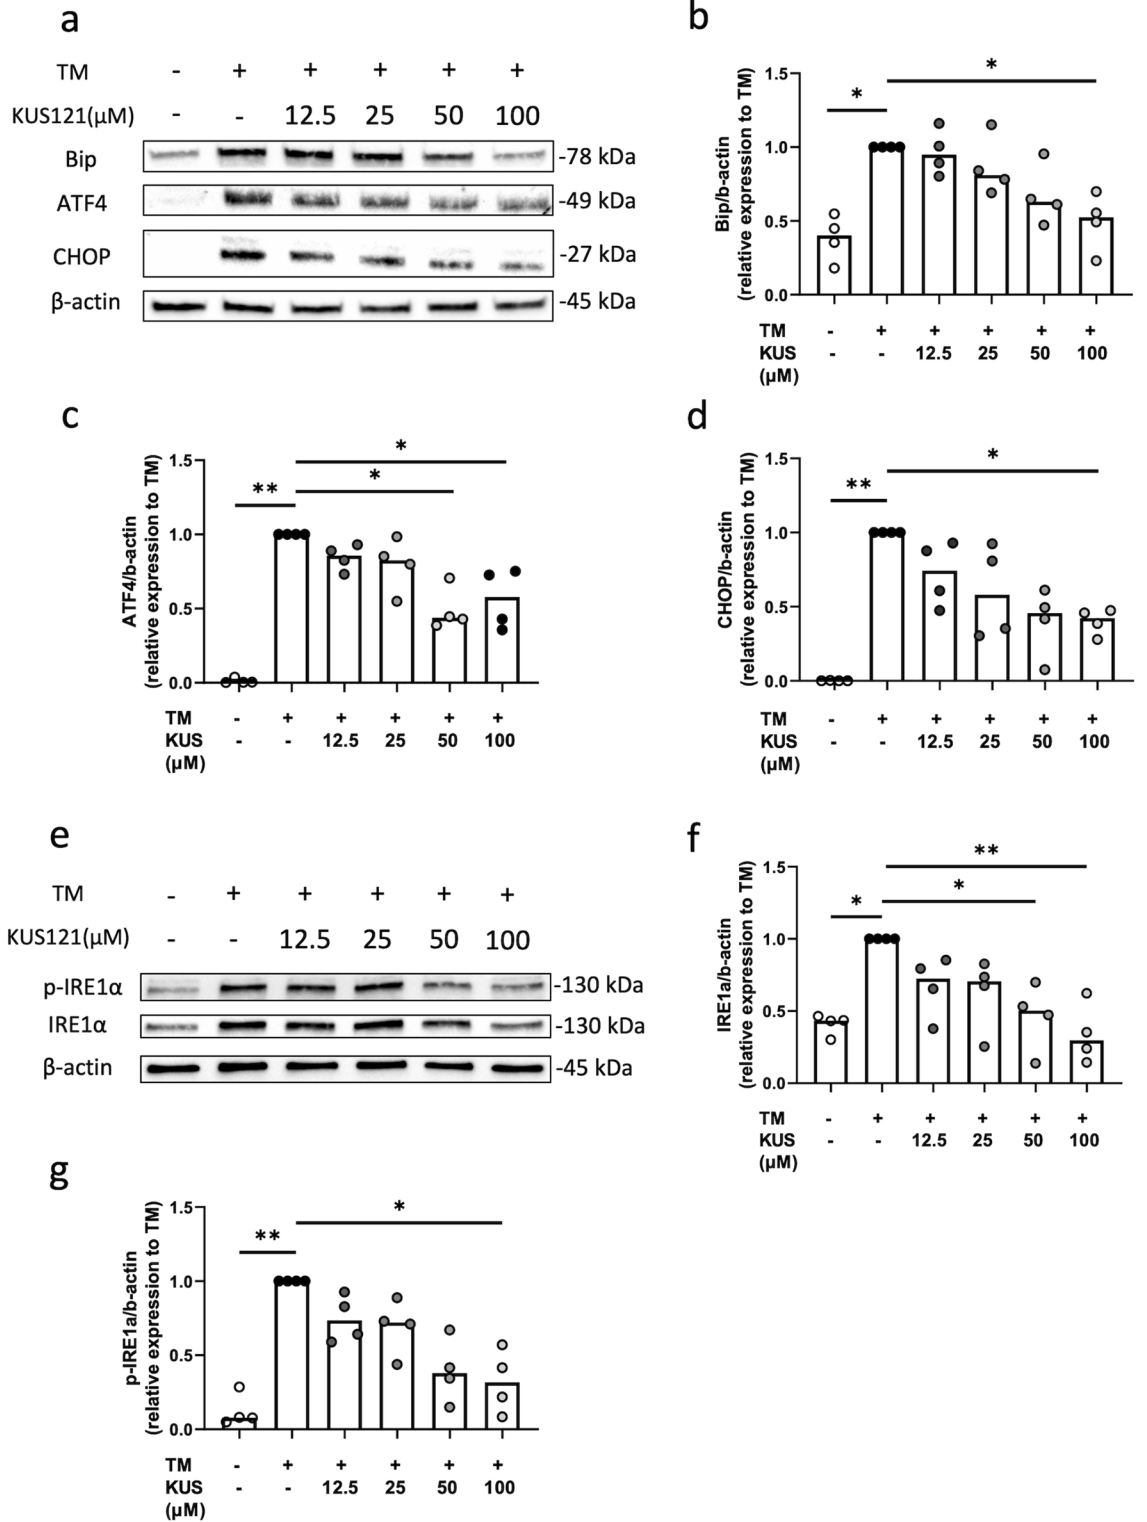 a
TM - + + + + +
KUS121(μM) - - 12.5 25 50 100
Bip -78 kDa
ATF4 -49 kDa
CHOP -27 kDa
β-actin -45 kDa
b
Bip/b-actin
(relative expression to TM)
1.5
1.0
0.5
0.0
*
*
TM - + + + + +
KUS - - 12.5 25 50 100
(μM)
c
ATF4/b-actin
(relative expression to TM)
1.5
1.0
0.5
0.0
*
*
**
TM - + + + + +
KUS - - 12.5 25 50 100
(μM)
d
CHOP/b-actin
(relative expression to TM)
1.5
1.0
0.5
0.0
*
**
TM - + + + + +
KUS - - 12.5 25 50 100
(μM)
e
TM - + + + + +
KUS121(μM) - - 12.5 25 50 100
p-IRE1α -130 kDa
IRE1α -130 kDa
β-actin -45 kDa
f
IRE1a/b-actin
(relative expression to TM)
1.5
1.0
0.5
0.0
**
*
*
TM - + + + + +
KUS - - 12.5 25 50 100
(μM)
g
p-IRE1a/b-actin
(relative expression to TM)
1.5
1.0
0.5
0.0
*
**
TM - + + + + +
KUS - - 12.5 25 50 100
(μM)